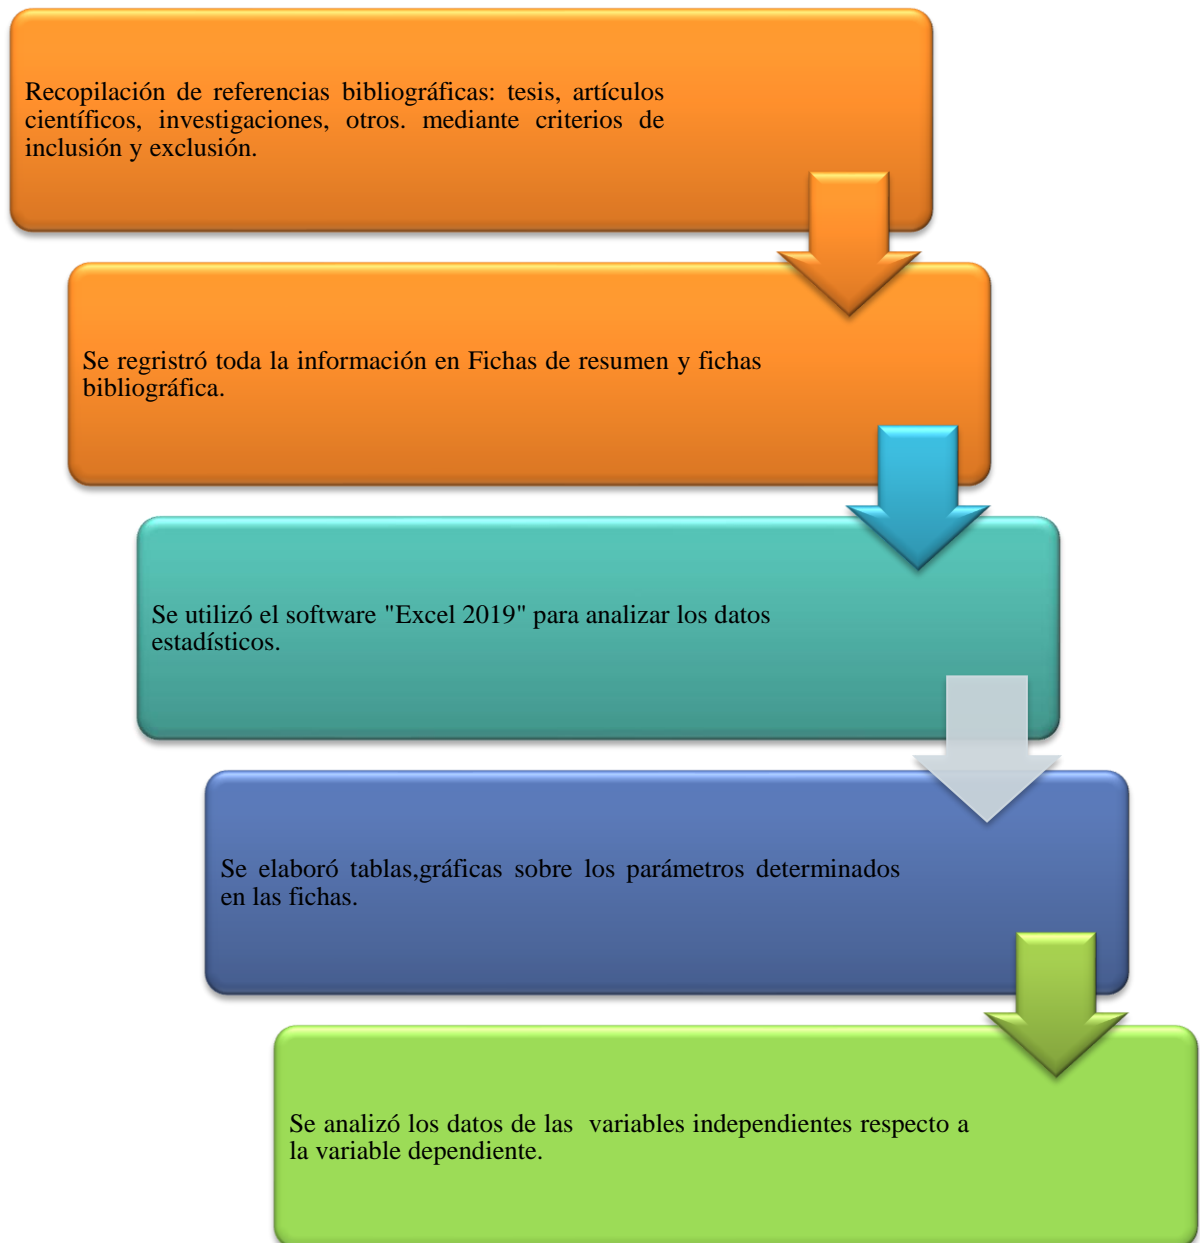 Recopilación de referencias bibliográficas: tesis, artículos
científicos, investigaciones, otros. mediante criterios de
inclusión y exclusión.
Se regristró toda la información en Fichas de resumen y fichas
bibliográfica.
Se utilizó el software "Excel 2019" para analizar los datos
estadísticos.
Se elaboró tablas,gráficas sobre los parámetros determinados
en las fichas.
Se analizó los datos de las variables independientes respecto a
la variable dependiente.